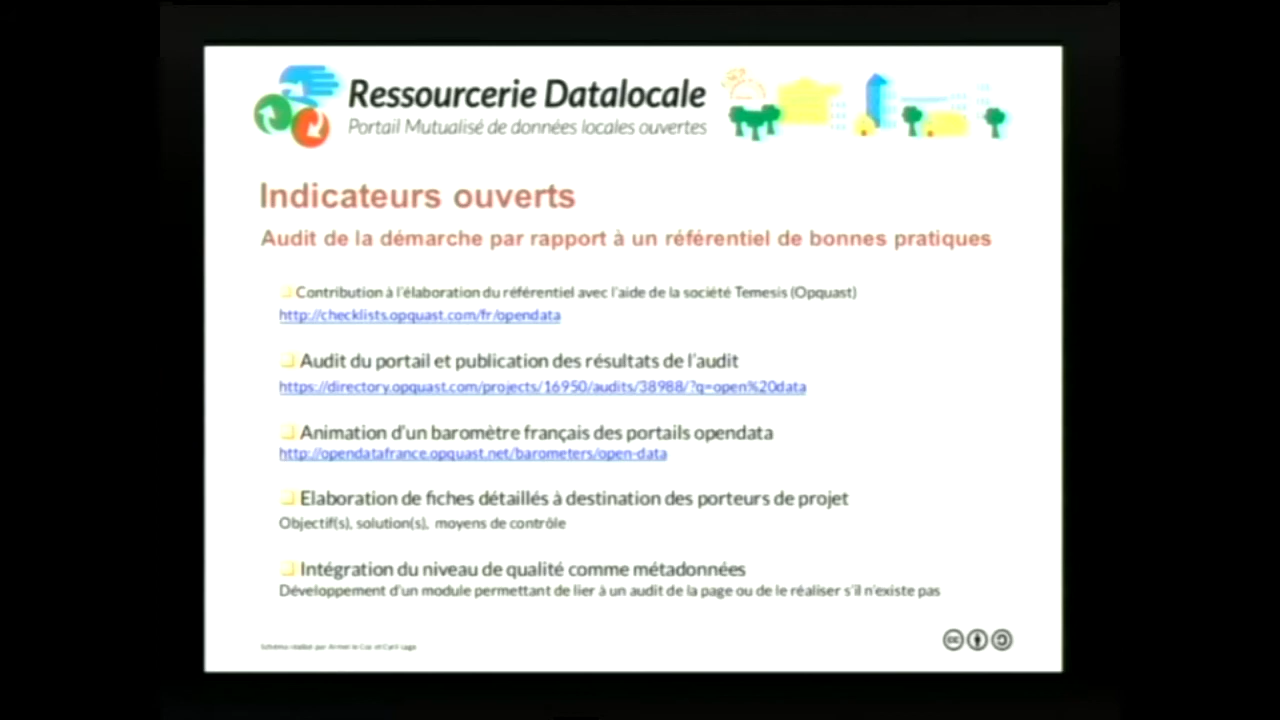 Ressourcerie Datalocale
Portail Mutualisé de données locales ouvertes
Indicateurs ouverts
Audit de la démarche par rapport à un référentiel de bonnes pratiques
Contribution à l'élaboration du référentiel avec l'aide de la société Temesis (Opquast)
http://checklists.opquast.com/fr/opendata
Audit du portail et publication des résultats de l'audit
https://directory.opquast.com/projects/16950/audits/38988/?q=open%20data
Animation d'un baromètre français des portails opendata
http://opendatafrance.opquast.net/barometers/open-data
Elaboration de fiches détaillés à destination des porteurs de projet
Objectif(s), solution(s), moyens de contrôle
Intégration du niveau de qualité comme métadonnées
Développement d'un module permettant de lier à un audit de la page ou de le réaliser s'il n'existe pas
Schéma réalisé par
cc